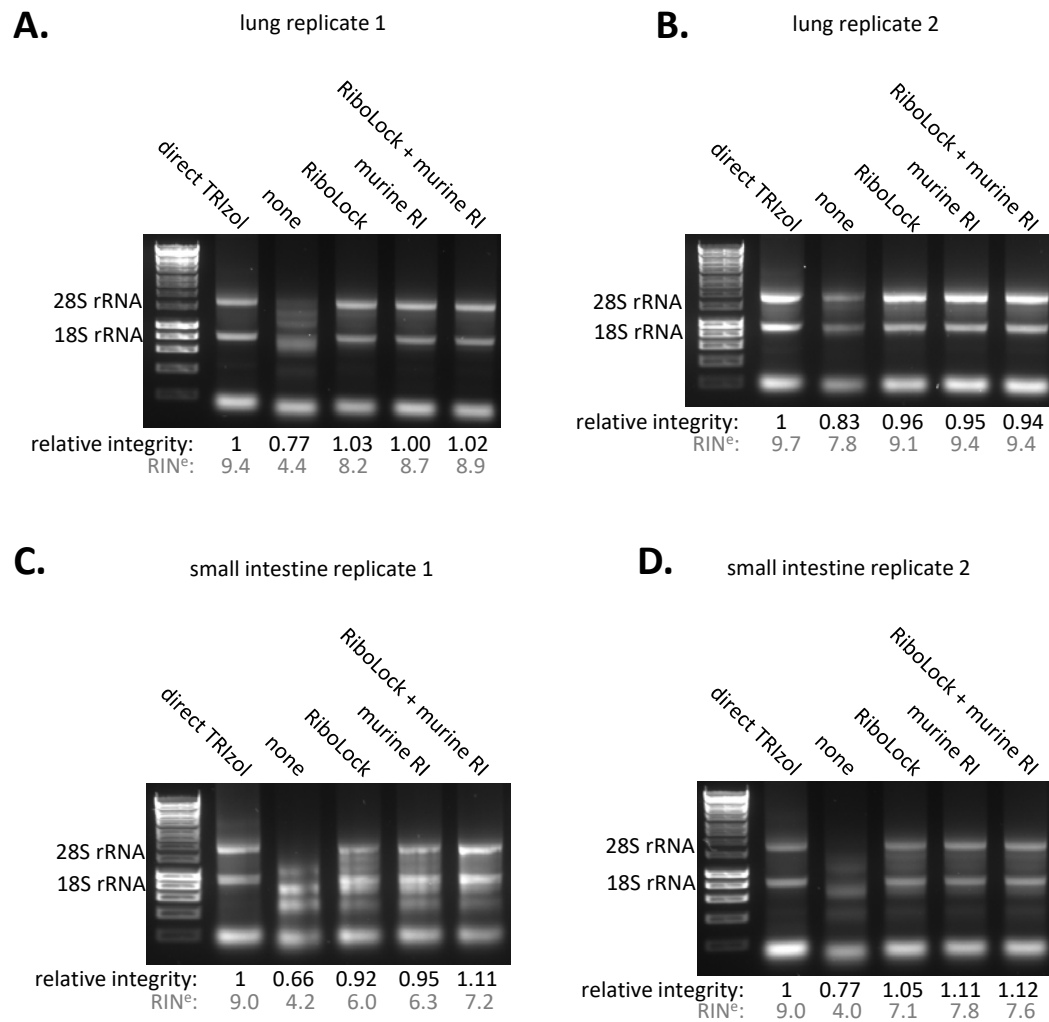 A.
lung replicate 1
direct TRIzol
none
RiboLock
murine RI
RiboLock + murine RI
28S rRNA
18S rRNA
relative integrity: 1 0.77 1.03 1.00 1.02
RINᵉ: 9.4 4.4 8.2 8.7 8.9
B.
lung replicate 2
direct TRIzol
none
RiboLock
murine RI
RiboLock + murine RI
28S rRNA
18S rRNA
relative integrity: 1 0.83 0.96 0.95 0.94
RINᵉ: 9.7 7.8 9.1 9.4 9.4
C.
small intestine replicate 1
direct TRIzol
none
RiboLock
murine RI
RiboLock + murine RI
28S rRNA
18S rRNA
relative integrity: 1 0.66 0.92 0.95 1.11
RINᵉ: 9.0 4.2 6.0 6.3 7.2
D.
small intestine replicate 2
direct TRIzol
none
RiboLock
murine RI
RiboLock + murine RI
28S rRNA
18S rRNA
relative integrity: 1 0.77 1.05 1.11 1.12
RINᵉ: 9.0 4.0 7.1 7.8 7.6